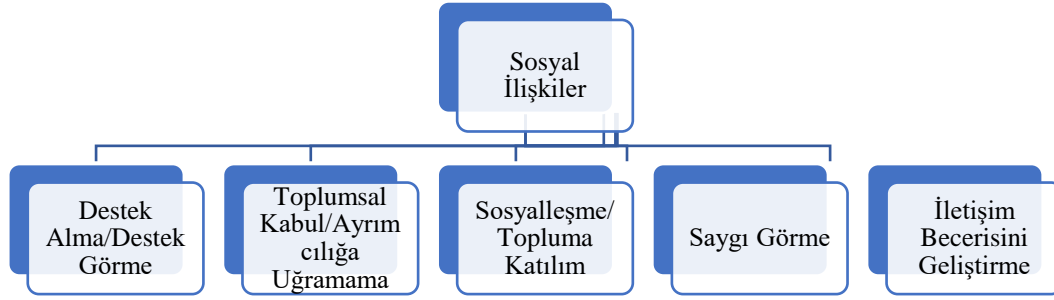 Sosyal
İlişkiler
Destek
Alma/Destek
Görme
Toplumsal
Kabul/Ayrım
cılığa
Uğramama
Sosyalleşme/
Topluma
Katılım
Saygı Görme
İletişim
Becerisini
Geliştirme